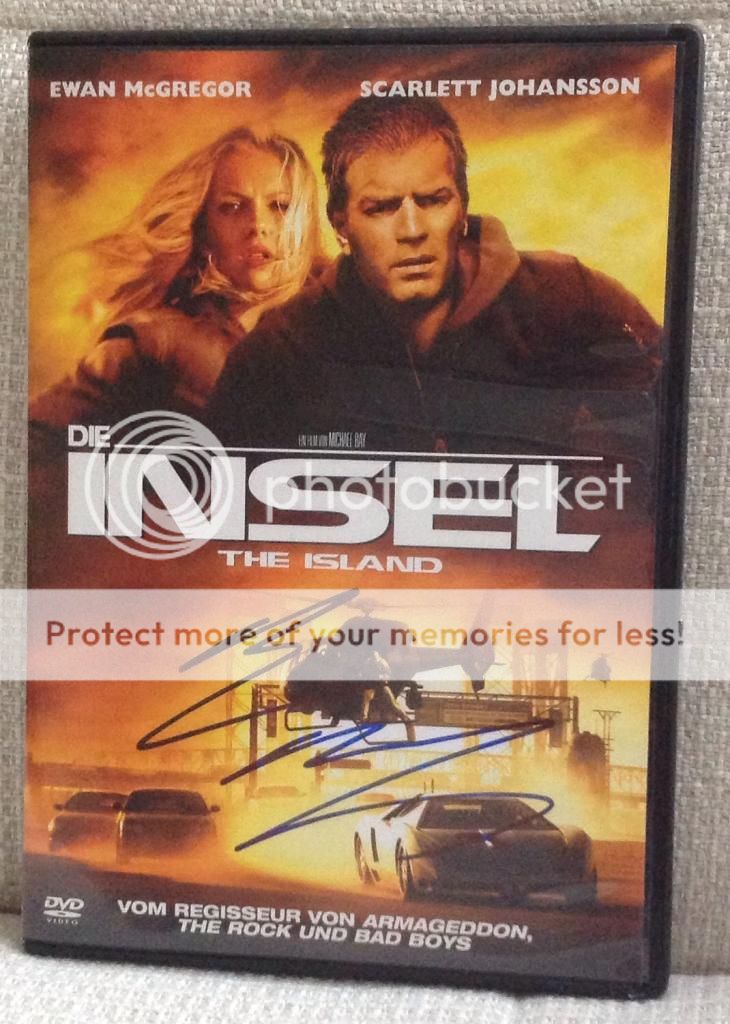 EWAN McGREGOR SCARLETT JOHANSSON
DIE
EIN FILM VON MICHAEL BAY
INSEL
photobucket
THE ISLAND
Protect more of your memories for less!
DVD
VIDEO
VOM REGISSEUR VON ARMAGEDDON,
THE ROCK UND BAD BOYS